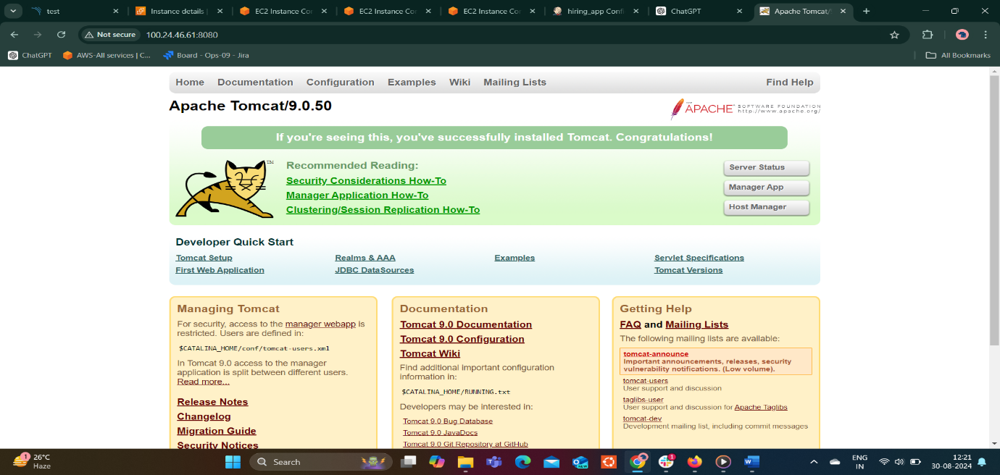 test
Instance details |
EC2 Instance Con
EC2 Instance Con
EC2 Instance Con
hiring_app Confi
ChatGPT
Apache Tomcat/
Not secure
100.24.46.61:8080
ChatGPT
AWS-All services | C...
Board - Ops-09 - Jira
All Bookmarks
Home Documentation Configuration Examples Wiki Mailing Lists Find Help
Apache Tomcat/9.0.50
APACHE
SOFTWARE FOUNDATION
http://www.apache.org/
If you're seeing this, you've successfully installed Tomcat. Congratulations!
TM
Recommended Reading:
Security Considerations How-To
Manager Application How-To
Clustering/Session Replication How-To
Server Status
Manager App
Host Manager
Developer Quick Start
Tomcat Setup
First Web Application
Realms & AAA
JDBC DataSources
Examples
Servlet Specifications
Tomcat Versions
Managing Tomcat
For security, access to the manager webapp is
restricted. Users are defined in:
$CATALINA_HOME/conf/tomcat-users.xml
In Tomcat 9.0 access to the manager
application is split between different users.
Read more...
Release Notes
Changelog
Migration Guide
Security Notices
Documentation
Tomcat 9.0 Documentation
Tomcat 9.0 Configuration
Tomcat Wiki
Find additional important configuration
information in:
$CATALINA_HOME/RUNNING.txt
Developers may be interested in:
Tomcat 9.0 Bug Database
Tomcat 9.0 JavaDocs
Tomcat 9.0 Git Repository at GitHub
Getting Help
FAQ and Mailing Lists
The following mailing lists are available:
tomcat-announce
Important announcements, releases, security
vulnerability notifications. (Low volume).
tomcat-users
User support and discussion
taglibs-user
User support and discussion for Apache Taglibs
tomcat-dev
Development mailing list, including commit messages
1
26°C
Haze
Search
NEW
1
ENG
IN
12:21
30-08-2024